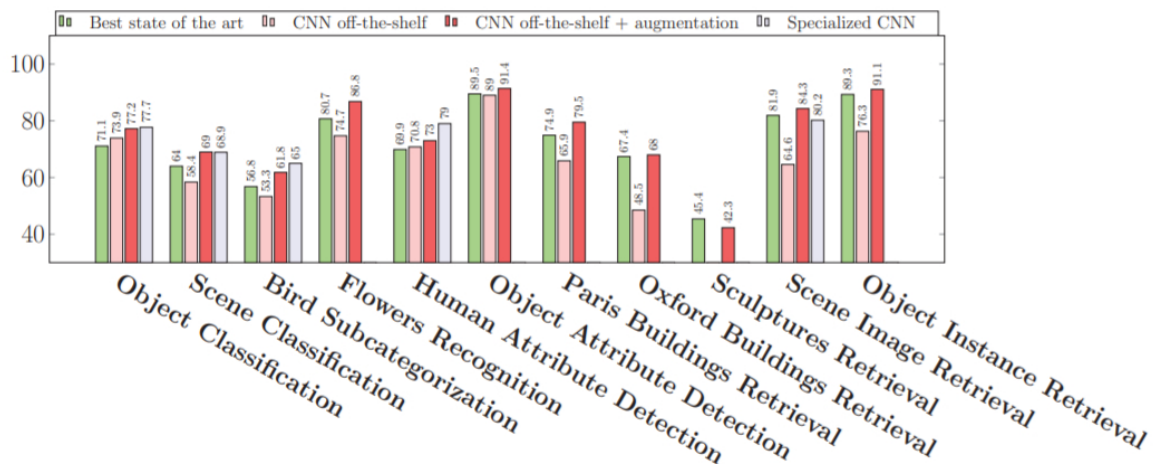 Best state of the art CNN off-the-shelf CNN off-the-shelf + augmentation Specialized CNN
100
80
60
40
71.1 73.9 77.2 77.7
64 58.4 69 68.9
56.8 53.3 61.8 65
80.7 74.7 86.8
69.9 70.8 73 79
89.5 89 91.4
74.9 65.9 79.5
67.4 48.5 68
45.4 42.3
81.9 64.6 84.3 80.2
89.3 76.3 91.1
Object Classification
Scene Classification
Bird Subcategorization
Flowers Recognition
Human Attribute Detection
Object Attribute Detection
Paris Buildings Retrieval
Oxford Buildings Retrieval
Sculptures Retrieval
Scene Image Retrieval
Object Instance Retrieval